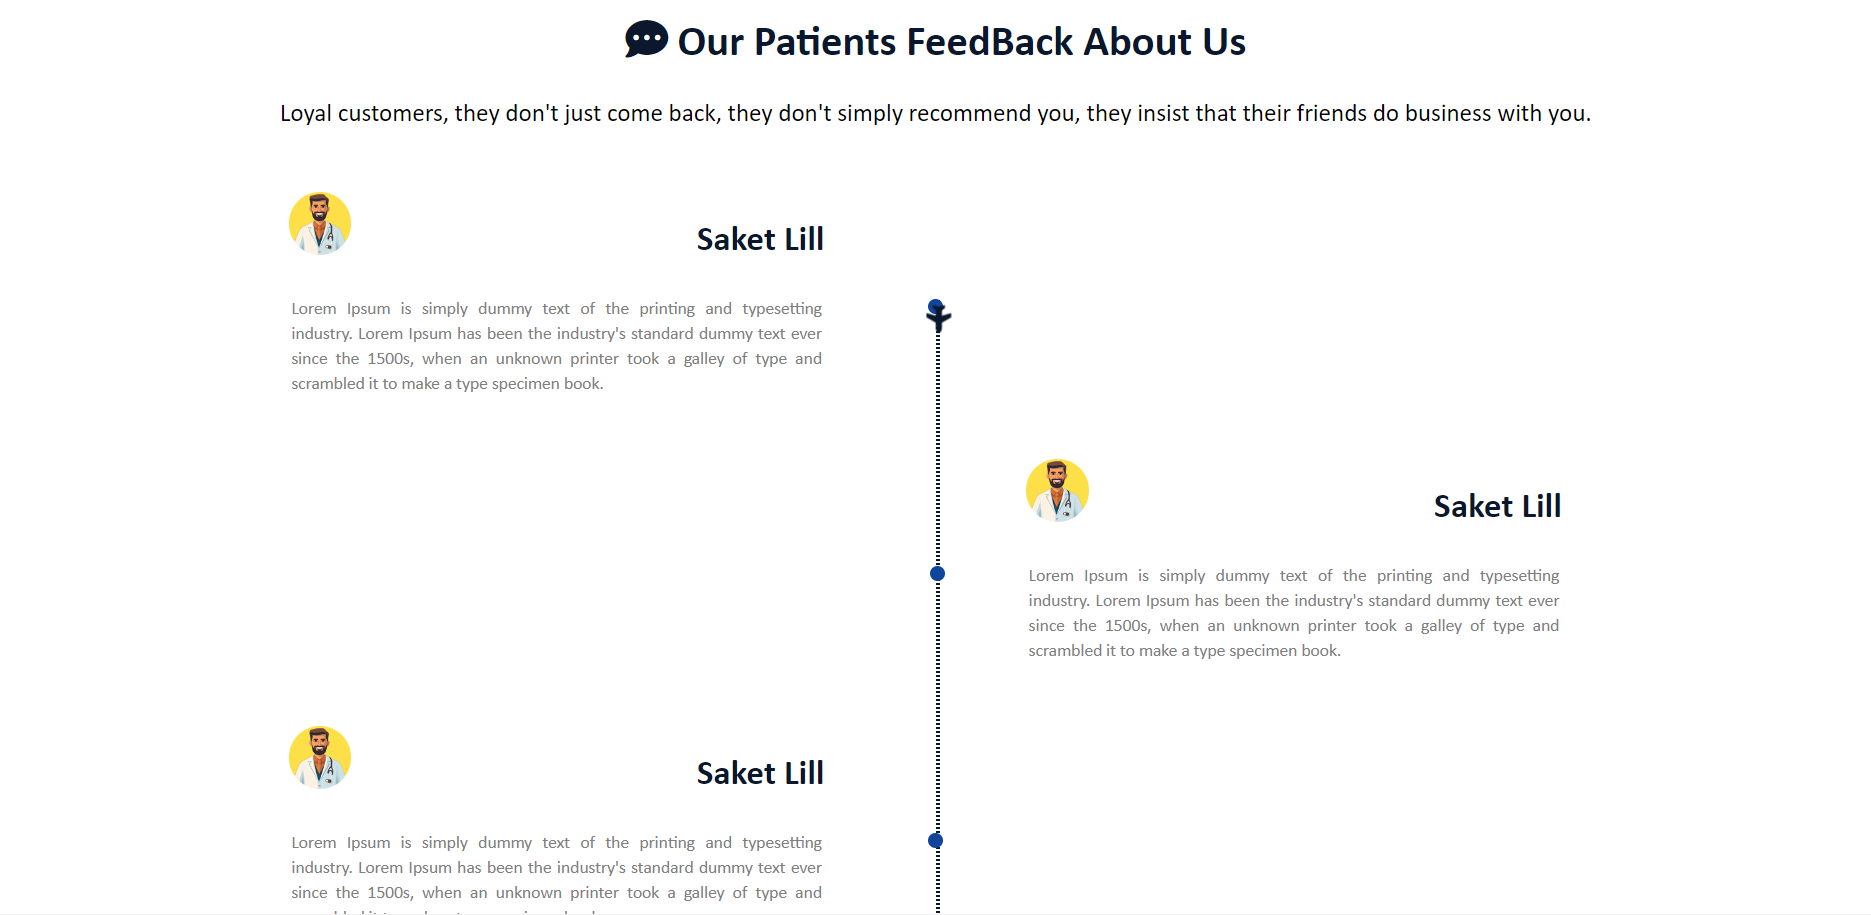 Our Patients FeedBack About Us
Loyal customers, they don't just come back, they don't simply recommend you, they insist that their friends do business with you.
Saket Lill
Lorem Ipsum is simply dummy text of the printing and typesetting
industry. Lorem Ipsum has been the industry's standard dummy text ever
since the 1500s, when an unknown printer took a galley of type and
scrambled it to make a type specimen book.
Saket Lill
Lorem Ipsum is simply dummy text of the printing and typesetting
industry. Lorem Ipsum has been the industry's standard dummy text ever
since the 1500s, when an unknown printer took a galley of type and
scrambled it to make a type specimen book.
Saket Lill
Lorem Ipsum is simply dummy text of the printing and typesetting
industry. Lorem Ipsum has been the industry's standard dummy text ever
since the 1500s, when an unknown printer took a galley of type and